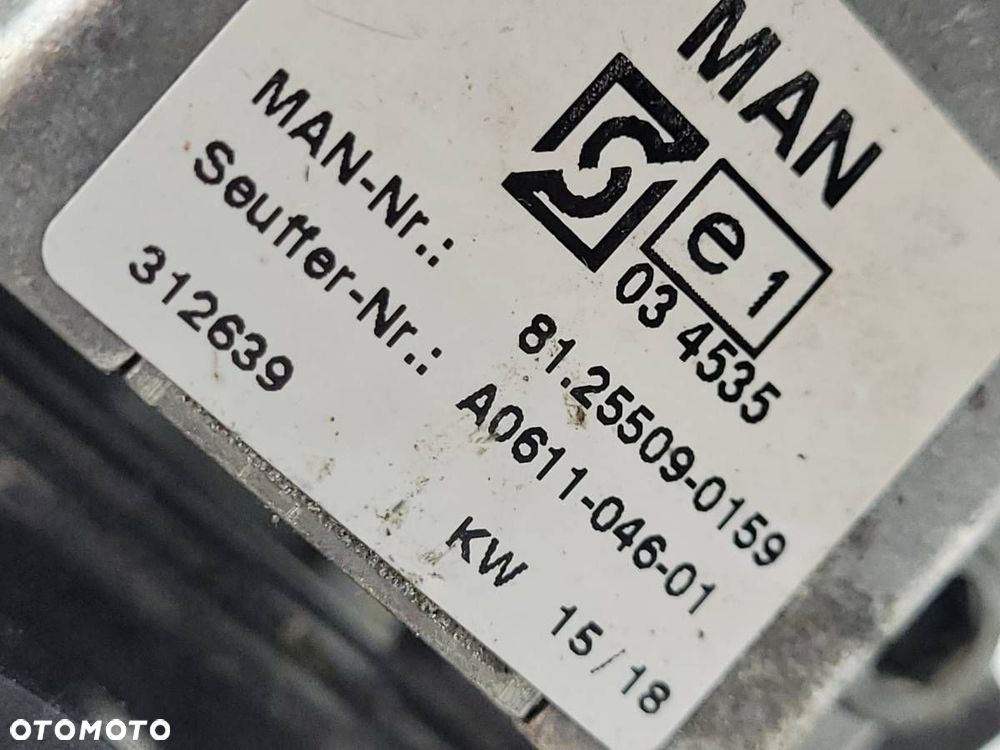 MAN
e1
03 4535
MAN-Nr.: 81.25509-0159
Seuffer-Nr.: A0611-046-01
312639 KW 15/18
OTOMOTO